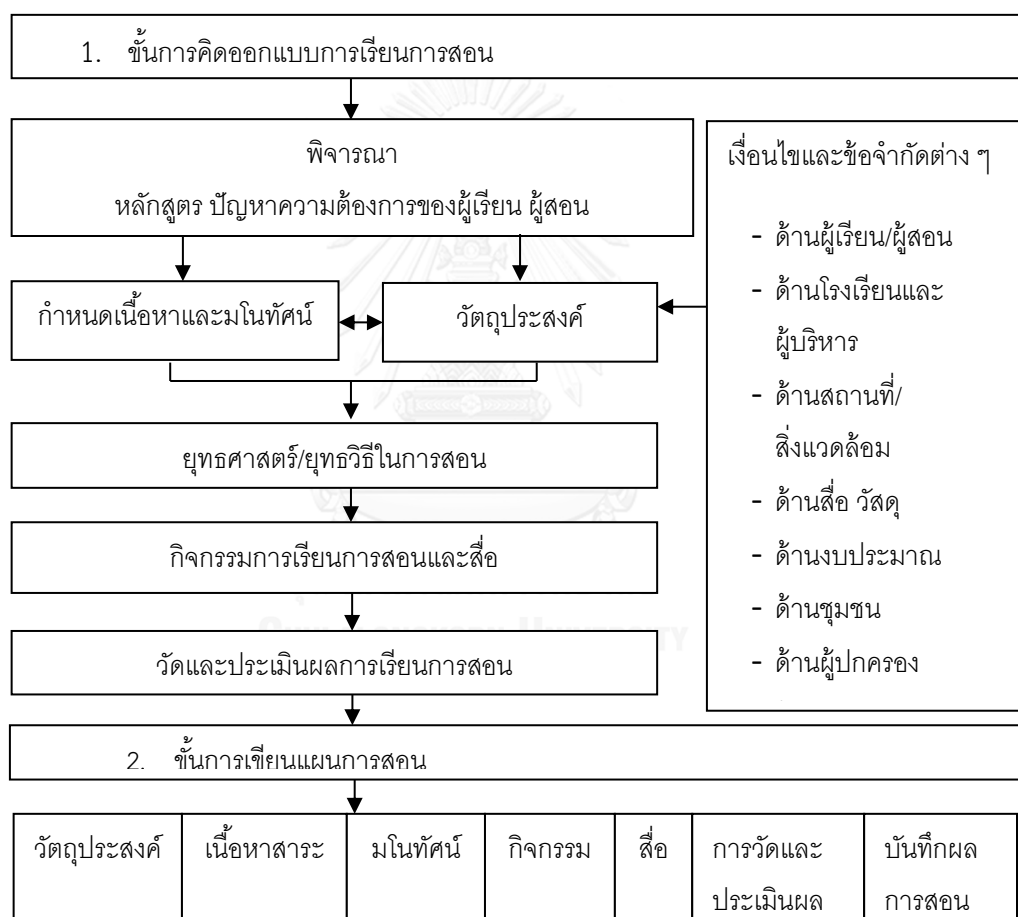 1. ขั้นการคิดออกแบบการเรียนการสอน
พิจารณา
หลักสูตร ปัญหาความต้องการของผู้เรียน ผู้สอน
กำหนดเนื้อหาและมโนทัศน์
วัตถุประสงค์
ยุทธศาสตร์/ยุทธวิธีในการสอน
กิจกรรมการเรียนการสอนและสื่อ
วัดและประเมินผลการเรียนการสอน
เงื่อนไขและข้อจำกัดต่าง ๆ
- ด้านผู้เรียน/ผู้สอน
- ด้านโรงเรียนและ
ผู้บริหาร
- ด้านสถานที่/
สิ่งแวดล้อม
- ด้านสื่อ วัสดุ
- ด้านงบประมาณ
- ด้านชุมชน
- ด้านผู้ปกครอง
2. ขั้นการเขียนแผนการสอน
วัตถุประสงค์
เนื้อหาสาระ
มโนทัศน์
กิจกรรม
สื่อ
การวัดและ
ประเมินผล
บันทึกผล
การสอน